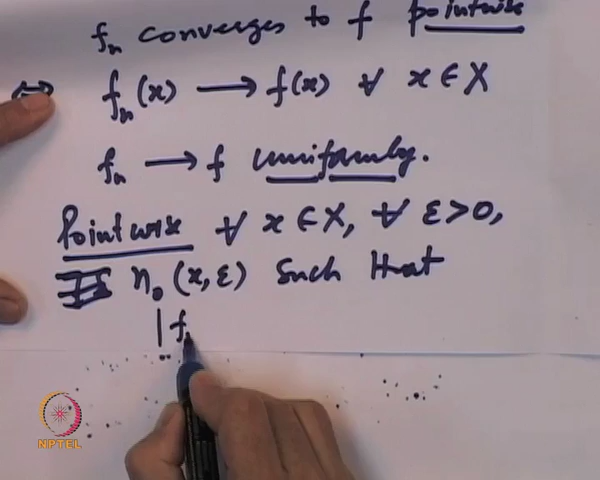 fₙ converges to f pointwise
⇔ fₙ(x) → f(x) ∀ x ∈ X
fₙ → f uniformly.
Pointwise ∀ x ∈ X, ∀ ε > 0,
∃ n₀ (x, ε) such that
| f
NPTEL